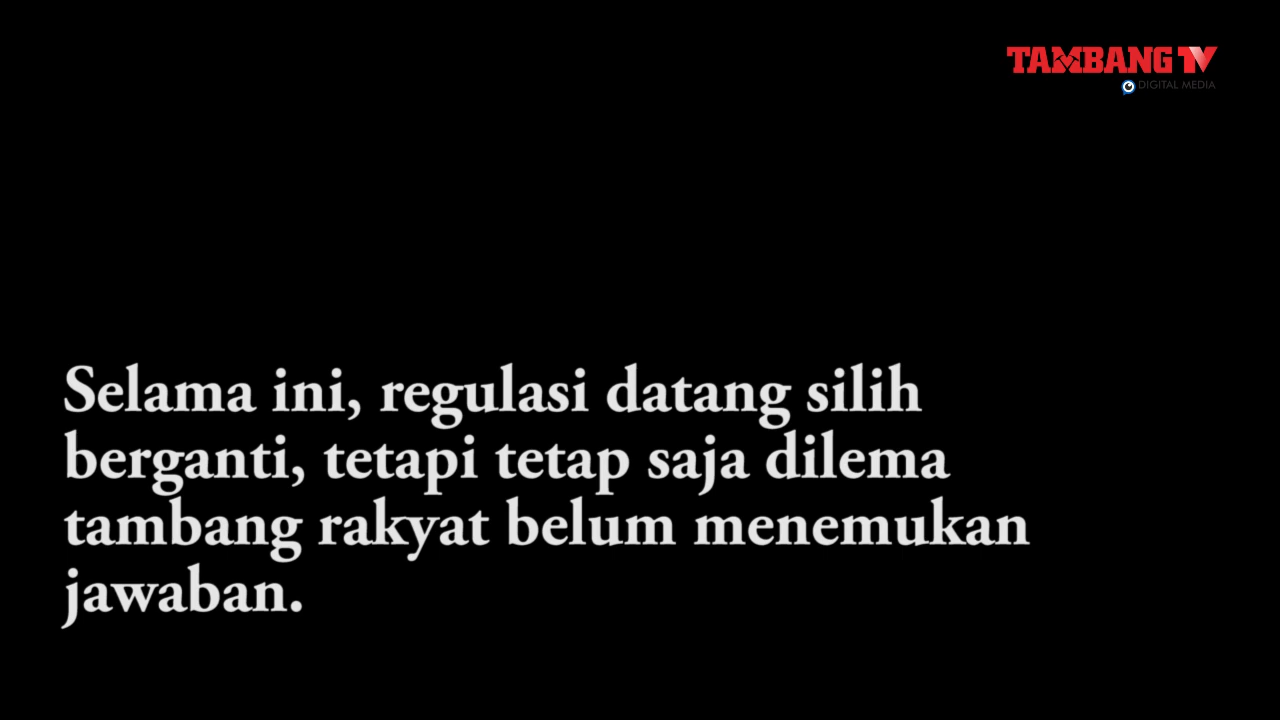 TAMBANG TV
DIGITAL MEDIA
Selama ini, regulasi datang silih
berganti, tetapi tetap saja dilema
tambang rakyat belum menemukan
jawaban.